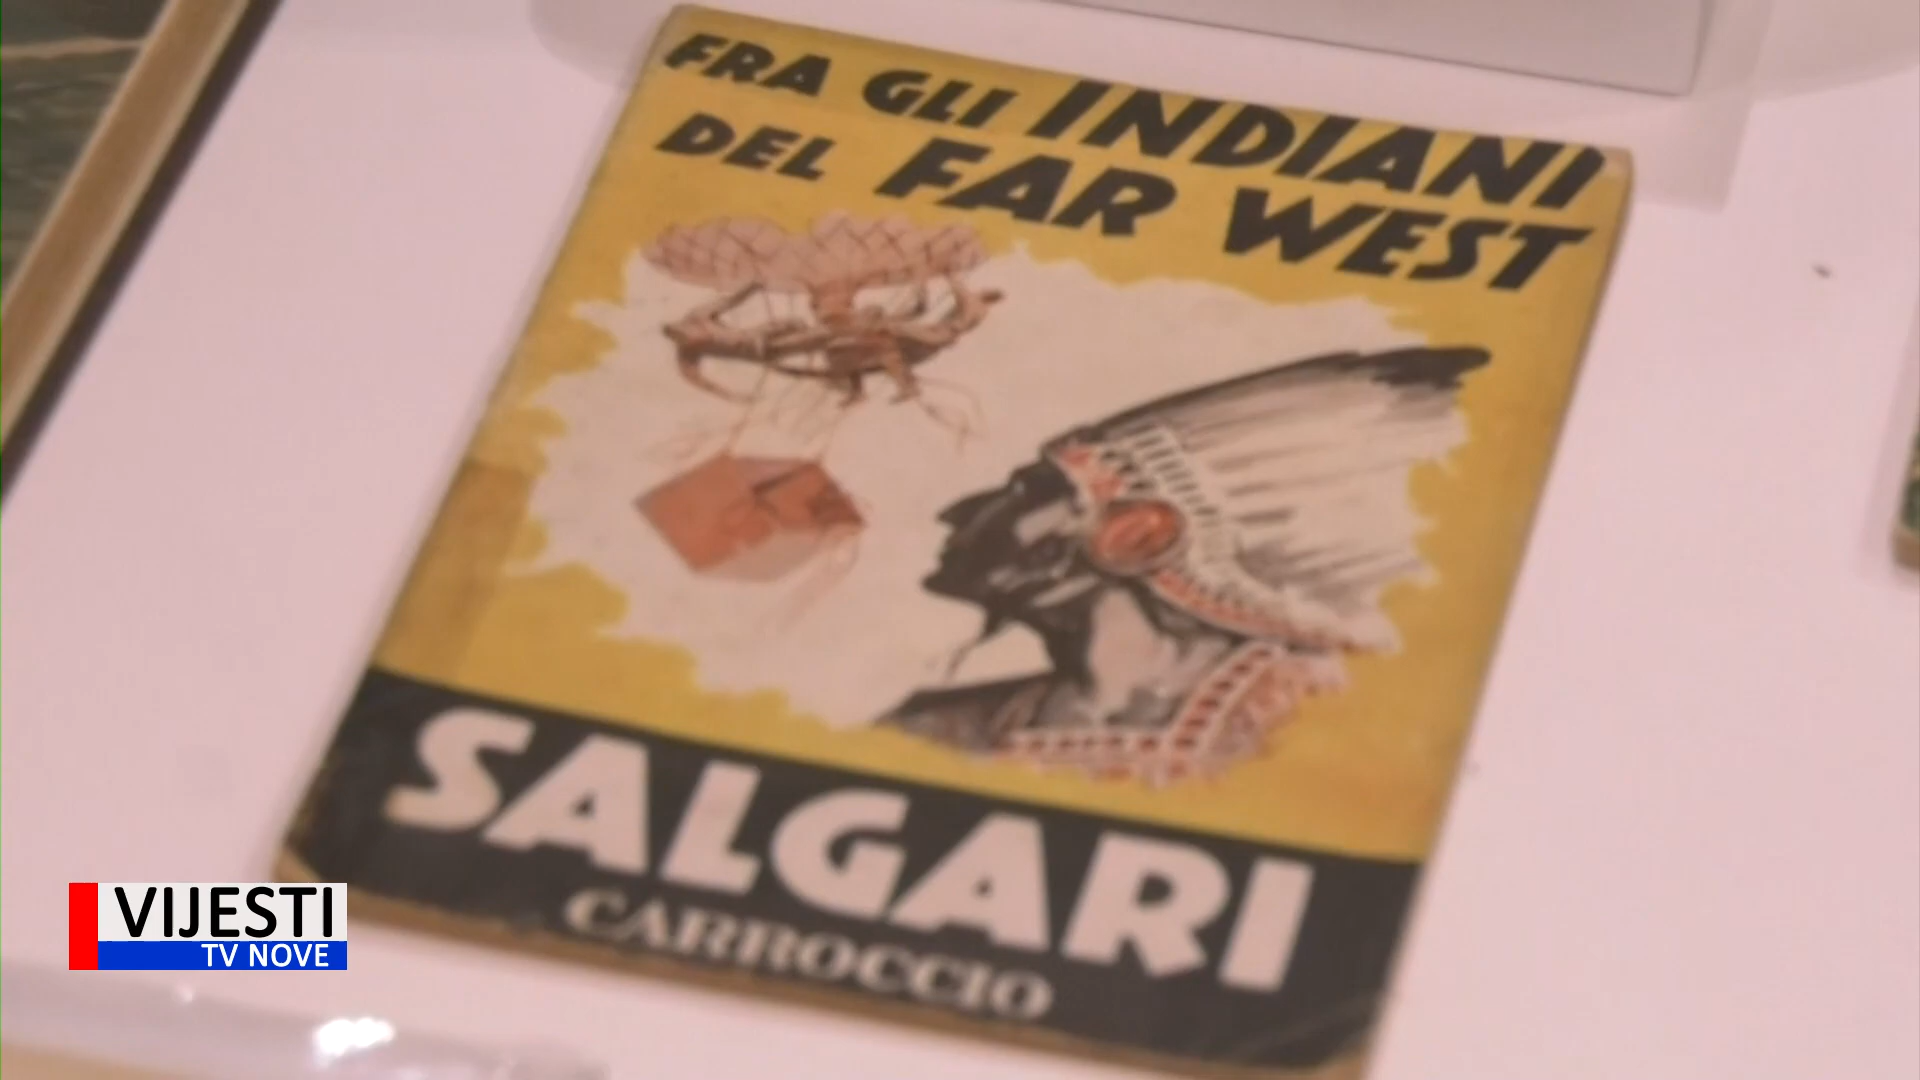 FRA GLI INDIANI
DEL FAR WEST
SALGARI
CARROCCIO
VIJESTI
TV NOVE